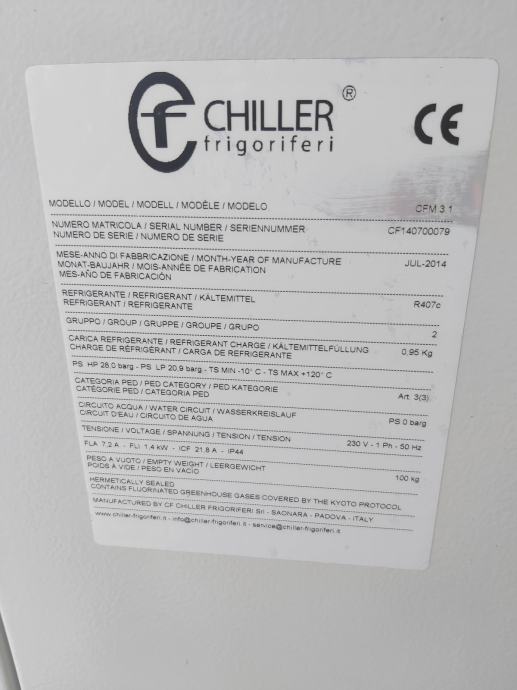 CF CHILLER ®
frigoriferi
CE
MODELLO / MODEL / MODELL / MODÈLE / MODELO CFM 3.1
NUMERO MATRICOLA / SERIAL NUMBER / SERIENNUMMER CF140700079
NUMERO DE SERIE / NUMERO DE SERIE
MESE-ANNO DI FABBRICAZIONE / MONTH-YEAR OF MANUFACTURE JUL-2014
MONAT-BAUJAHR / MOIS-ANNÉE DE FABRICATION
MES-AÑO DE FABRICACIÓN
REFRIGERANTE / REFRIGERANT / KÄLTEMITTEL R407c
REFRIGERANT / REFRIGERANTE
GRUPPO / GROUP / GRUPPE / GROUPE / GRUPO 2
CARICA REFRIGERANTE / REFRIGERANT CHARGE / KÄLTEMITTELFÜLLUNG 0,95 Kg
CHARGE DE RÉFRIGÉRANT / CARGA DE REFRIGERANTE
PS HP 28,0 barg - PS LP 20,9 barg - TS MIN -10° C - TS MAX +120° C
CATEGORIA PED / PED CATEGORY / PED KATEGORIE Art. 3(3)
CATÉGORIE PED / CATEGORIA PED
CIRCUITO ACQUA / WATER CIRCUIT / WASSERKREISLAUF PS 0 barg
CIRCUIT D'EAU / CIRCUITO DE AGUA
TENSIONE / VOLTAGE / SPANNUNG / TENSION / TENSION 230 V - 1 Ph - 50 Hz
FLA 7,2 A - FLI 1,4 kW - ICF 21,8 A - IP44
PESO A VUOTO / EMPTY WEIGHT / LEERGEWICHT 100 kg
POIDS À VIDE / PESO EN VACIO
HERMETICALLY SEALED
CONTAINS FLUORINATED GREENHOUSE GASES COVERED BY THE KYOTO PROTOCOL
MANUFACTURED BY CF CHILLER FRIGORIFERI Srl - SAONARA - PADOVA - ITALY
www.chiller-frigoriferi.it - info@chiller-frigoriferi.it - service@chiller-frigoriferi.it